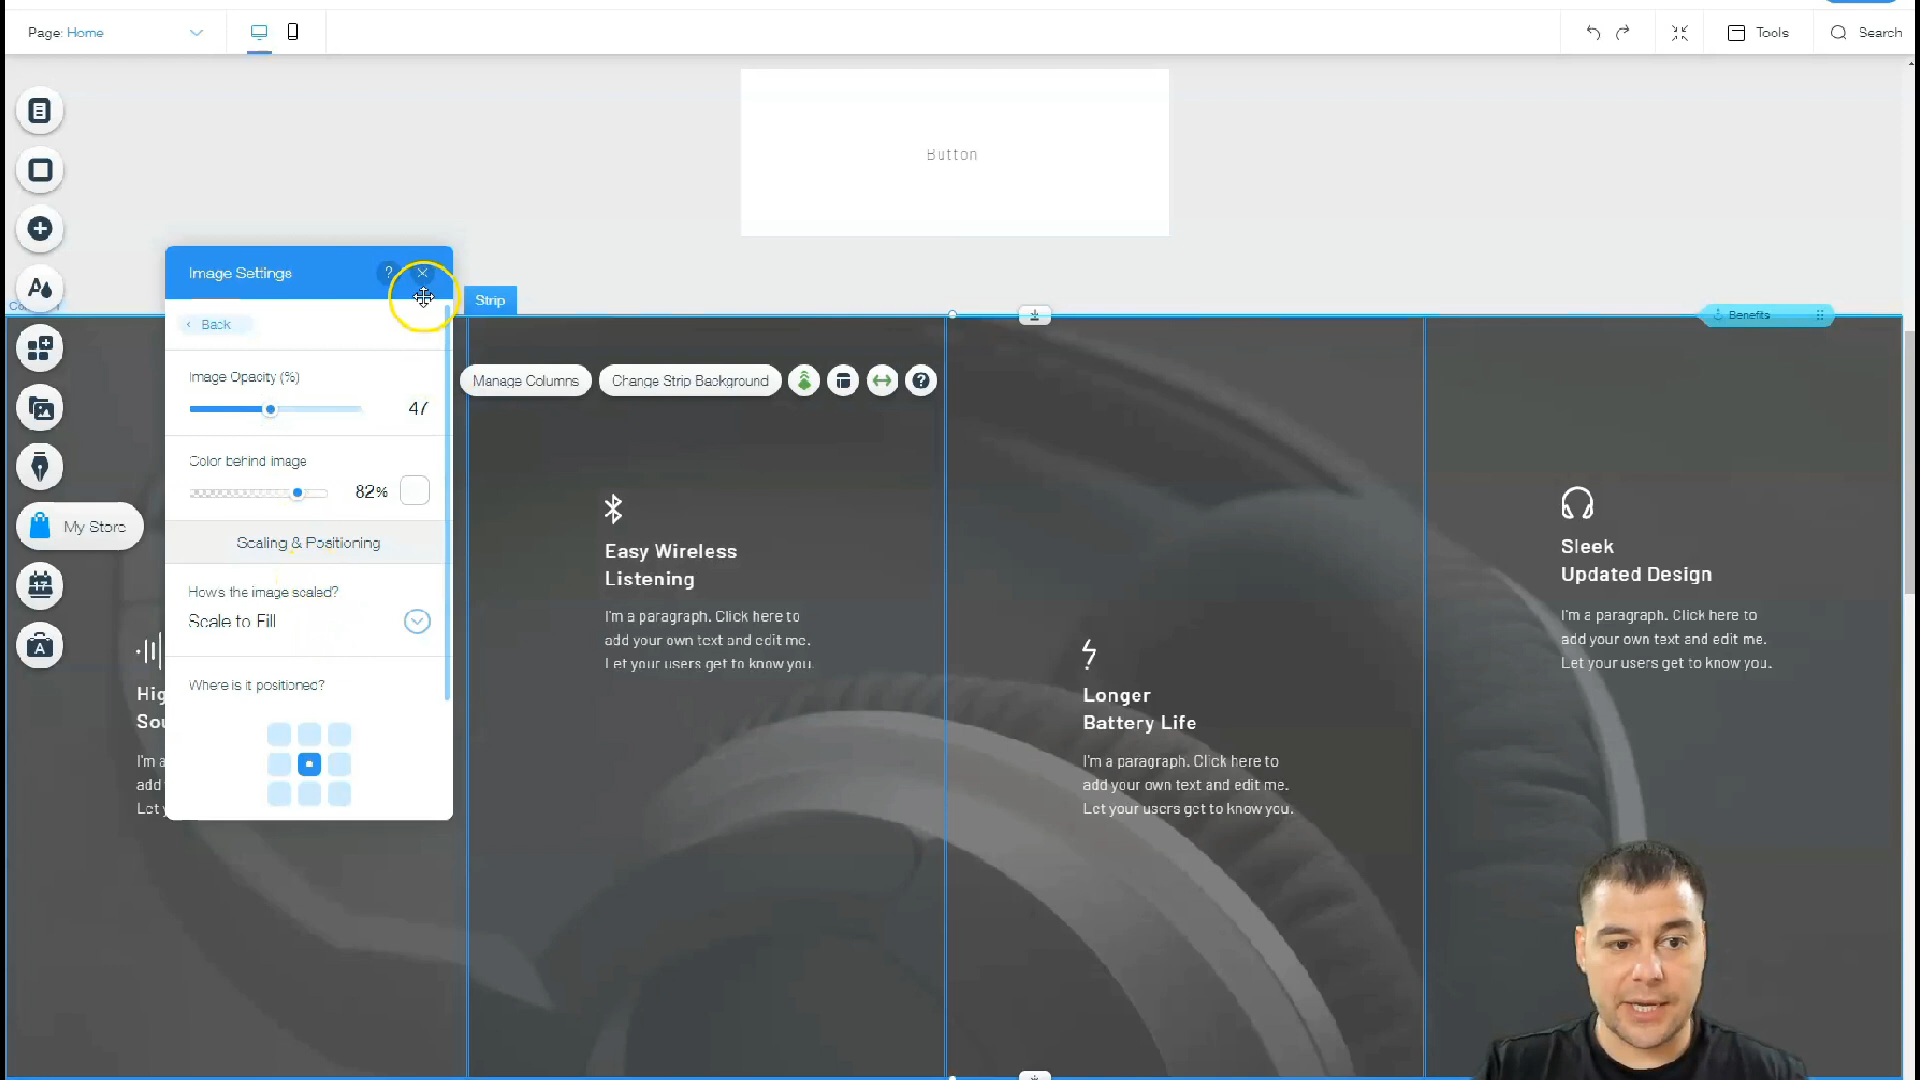 Page: Home
Tools
Search
Button
Image Settings
?
Strip
Benefits
Back
Image Opacity (%)
47
Manage Columns
Change Strip Background
?
Color behind image
82%
My Store
Scaling & Positioning
How's the image scaled?
Scale to Fill
Where is it positioned?
17
A
Easy Wireless
Listening
I'm a paragraph. Click here to
add your own text and edit me.
Let your users get to know you.
Longer
Battery Life
I'm a paragraph. Click here to
add your own text and edit me.
Let your users get to know you.
Sleek
Updated Design
I'm a paragraph. Click here to
add your own text and edit me.
Let your users get to know you.
I'm a
add